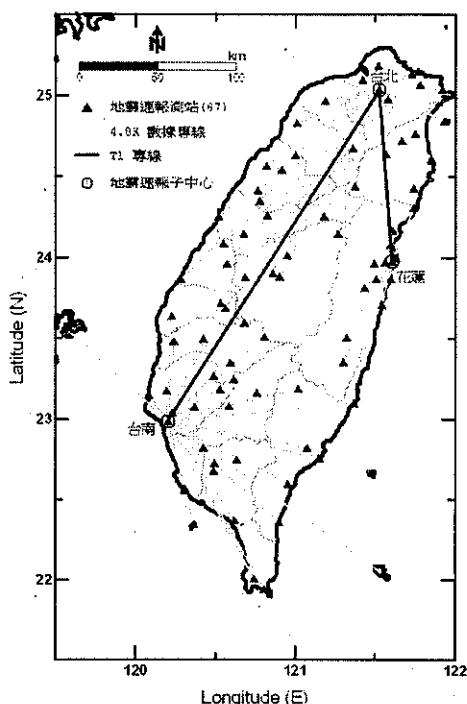 N
km
0 50 100
地震速報測站(67)
4.8K 數據專線
T1 專線
地震速報子中心
台北
花蓮
台南
25
24
23
22
Latitude (N)
120 121 122
Longitude (E)